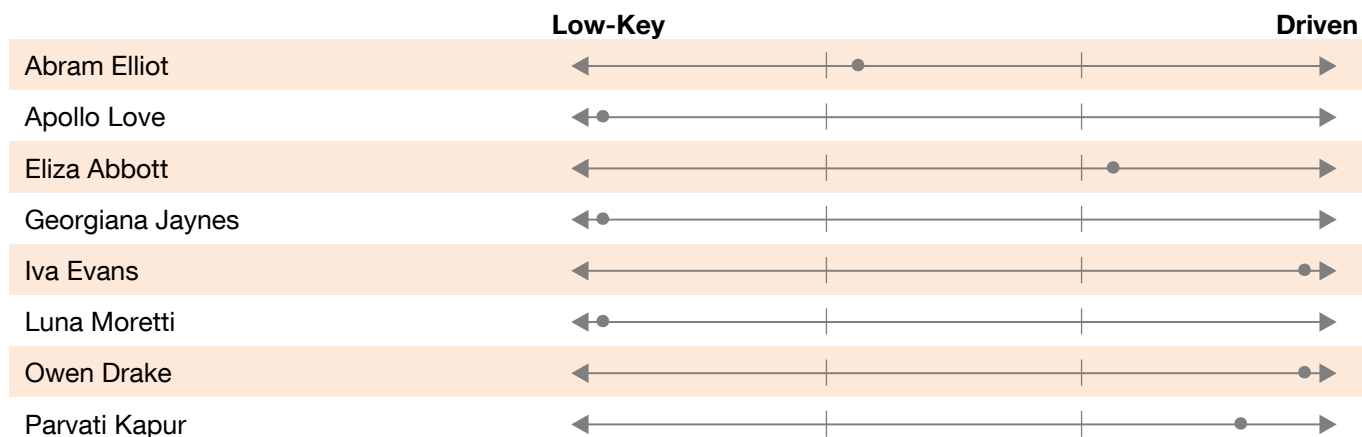 Low-Key Driven
Abram Elliot
Apollo Love
Eliza Abbott
Georgiana Jaynes
Iva Evans
Luna Moretti
Owen Drake
Parvati Kapur